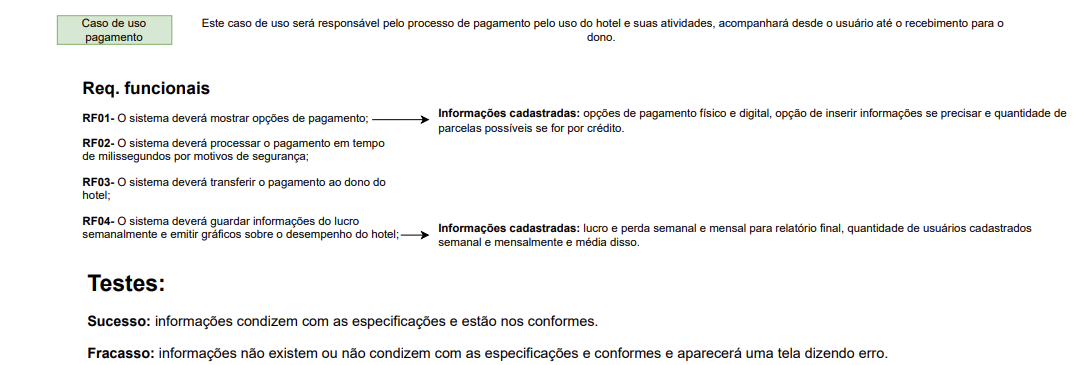 Caso de uso
pagamento
Este caso de uso será responsável pelo processo de pagamento pelo uso do hotel e suas atividades, acompanhará desde o usuário até o recebimento para o
dono.
Req. funcionais
RF01- O sistema deverá mostrar opções de pagamento;
Informações cadastradas: opções de pagamento físico e digital, opção de inserir informações se precisar e quantidade de
parcelas possíveis se for por crédito.
RF02- O sistema deverá processar o pagamento em tempo
de milissegundos por motivos de segurança;
RF03- O sistema deverá transferir o pagamento ao dono do
hotel;
RF04- O sistema deverá guardar informações do lucro
semanalmente e emitir gráficos sobre o desempenho do hotel;
Informações cadastradas: lucro e perda semanal e mensal para relatório final, quantidade de usuários cadastrados
semanal e mensalmente e média disso.
Testes:
Sucesso: informações condizem com as especificações e estão nos conformes.
Fracasso: informações não existem ou não condizem com as especificações e conformes e aparecerá uma tela dizendo erro.